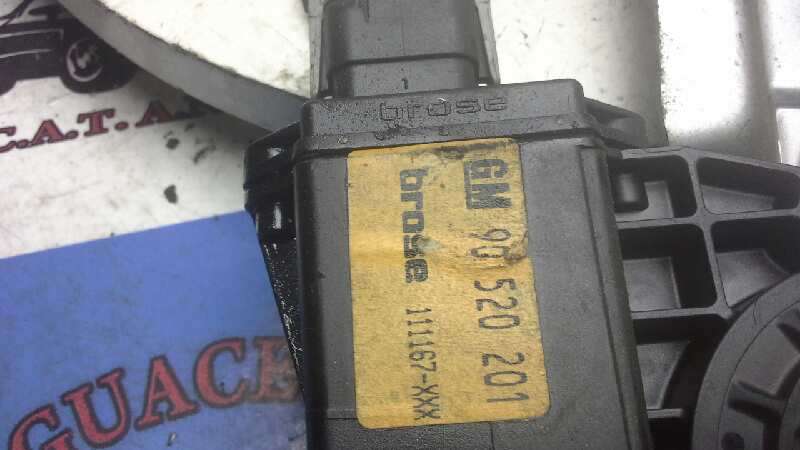 brose
GM 90 520 201
brose 111167-XXX
C.A.T. A
GUACE